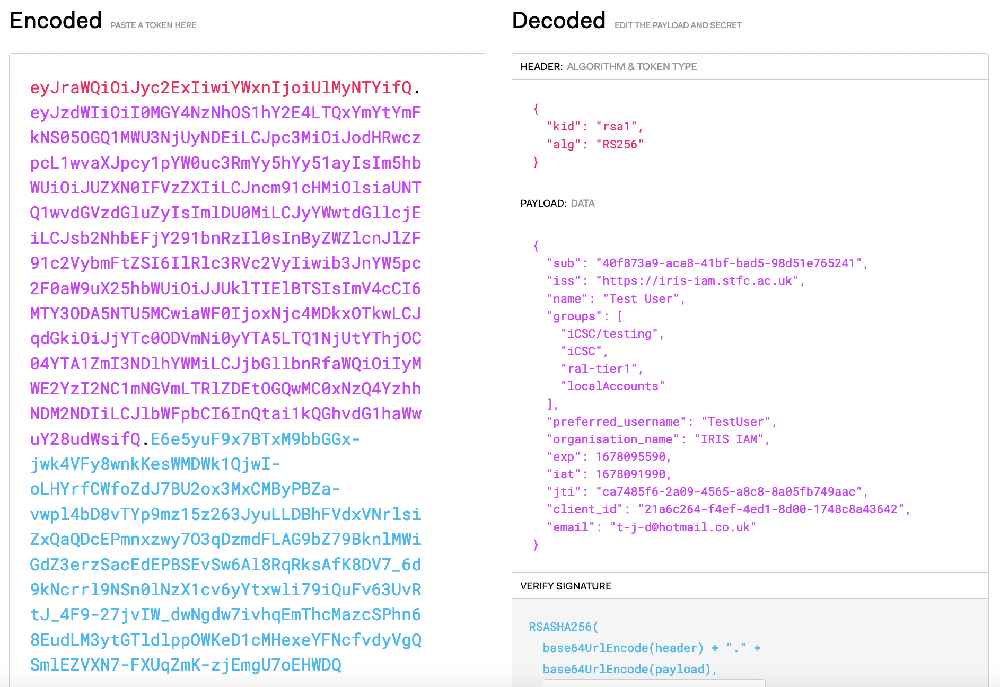 Encoded PASTE A TOKEN HERE
eyJraWQiOiJyc2ExIiwiYWxnIjoiUlMyNTYifQ.
eyJzdWIiOiI0MGY4NzNhOS1hY2E4LTQxYmYtYmF
kNS05OGQ1MWU3NjUyNDEiLCJpc3MiOiJodHRwcz
pcL1wvaXJpcy1pYW0uc3RmYy5hYy51ayIsIm5hb
WUiOiJUZXN0IFVzZXIiLCJncm91cHMiOlsiaUNT
Q1wvdGVzdGluZyIsImlDU0MiLCJyYWwtdGllcjE
iLCJsb2NhbEFjY291bnRzIl0sInByZWZlcnJlZF
91c2VybmFtZSI6IlRlc3RVc2VyIiwib3JnYW5pc
2F0aW9uX25hbWUiOiJJUklTIElBTSIsImV4cCI6
MTY3ODA5NTU5MCwiaWF0IjoxNjc4MDkxOTkwLCJ
qdGkiOiJjYTc0ODVmNi0yYTA5LTQ1NjUtYThjOC
04YTA1ZmI3NDlhYWMiLCJjbGllbnRfaWQiOiIyM
WE2YzI2NC1mNGVmLTRlZDEtOGQwMC0xNzQ4Yzhh
NDM2NDIiLCJlbWFpbCI6InQtai1kQGhvdG1haWw
uY28udWsifQ.E6e5yuF9x7BTxM9bbGGx-
jwk4VFy8wnkKesWMDWk1QjwI-
oLHYrfCWfoZdJ7BU2ox3MxCMByPBZa-
vwpl4bD8vTYp9mz15z263JyuLLDBhFVdxVNrlsi
ZxQaQDcEPmnxzwy7O3qDzmdFLAG9bZ79BknlMWi
GdZ3erzSacEdEPBSEvSw6Al8RqRksAfK8DV7_6d
9kNcrrl9NSn0lNzX1cv6yYtxwli79iQuFv63UvR
tJ_4F9-27jvIW_dwNgdw7ivhqEmThcMazcSPhn6
8EudLM3ytGTldlppOWKeD1cMHexeYFNcfvdyVgQ
SmlEZVXN7-FXUqZmK-zjEmgU7oEHWDQ
Decoded EDIT THE PAYLOAD AND SECRET
HEADER: ALGORITHM & TOKEN TYPE
{
"kid": "rsa1",
"alg": "RS256"
}
PAYLOAD: DATA
{
"sub": "40f873a9-aca8-41bf-bad5-98d51e765241",
"iss": "https://iris-iam.stfc.ac.uk",
"name": "Test User",
"groups": [
"iCSC/testing",
"iCSC",
"ral-tier1",
"localAccounts"
],
"preferred_username": "TestUser",
"organisation_name": "IRIS IAM",
"exp": 1678095590,
"iat": 1678091990,
"jti": "ca7485f6-2a09-4565-a8c8-8a05fb749aac",
"client_id": "21a6c264-f4ef-4ed1-8d00-1748c8a43642",
"email": "t-j-d@hotmail.co.uk"
}
VERIFY SIGNATURE
RSASHA256(
base64UrlEncode(header) + "." +
base64UrlEncode(payload),